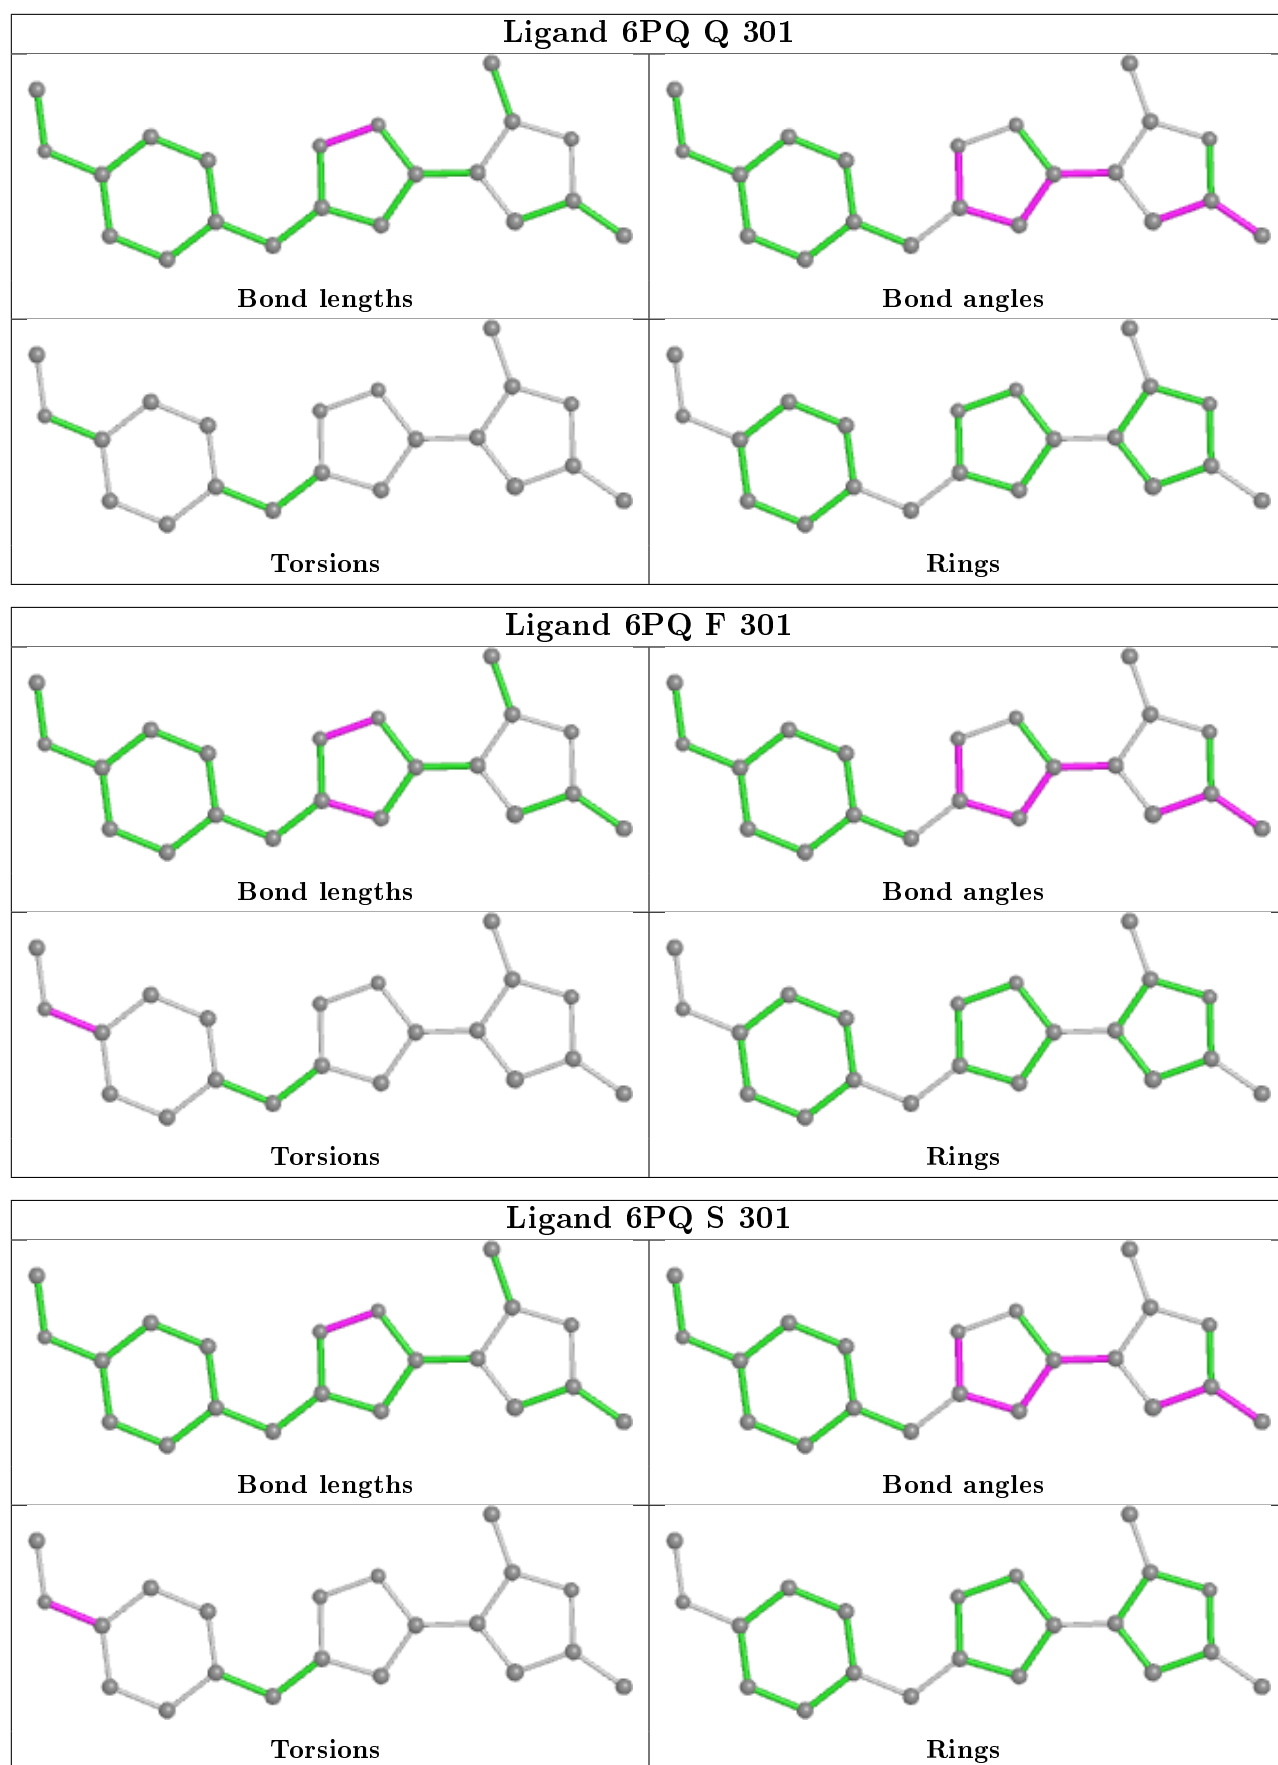 Ligand 6PQ Q 301
Bond lengths
Bond angles
Torsions
Rings
Ligand 6PQ F 301
Bond lengths
Bond angles
Torsions
Rings
Ligand 6PQ S 301
Bond lengths
Bond angles
Torsions
Rings